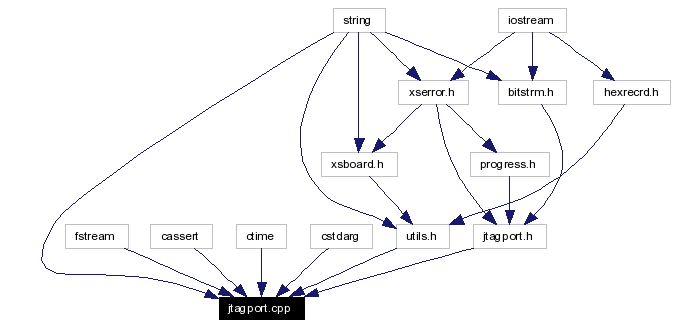 string
iostream
xserror.h
bitstrm.h
hexrecrd.h
xsboard.h
progress.h
fstream
cassert
ctime
cstdarg
utils.h
jtagport.h
jtagport.cpp